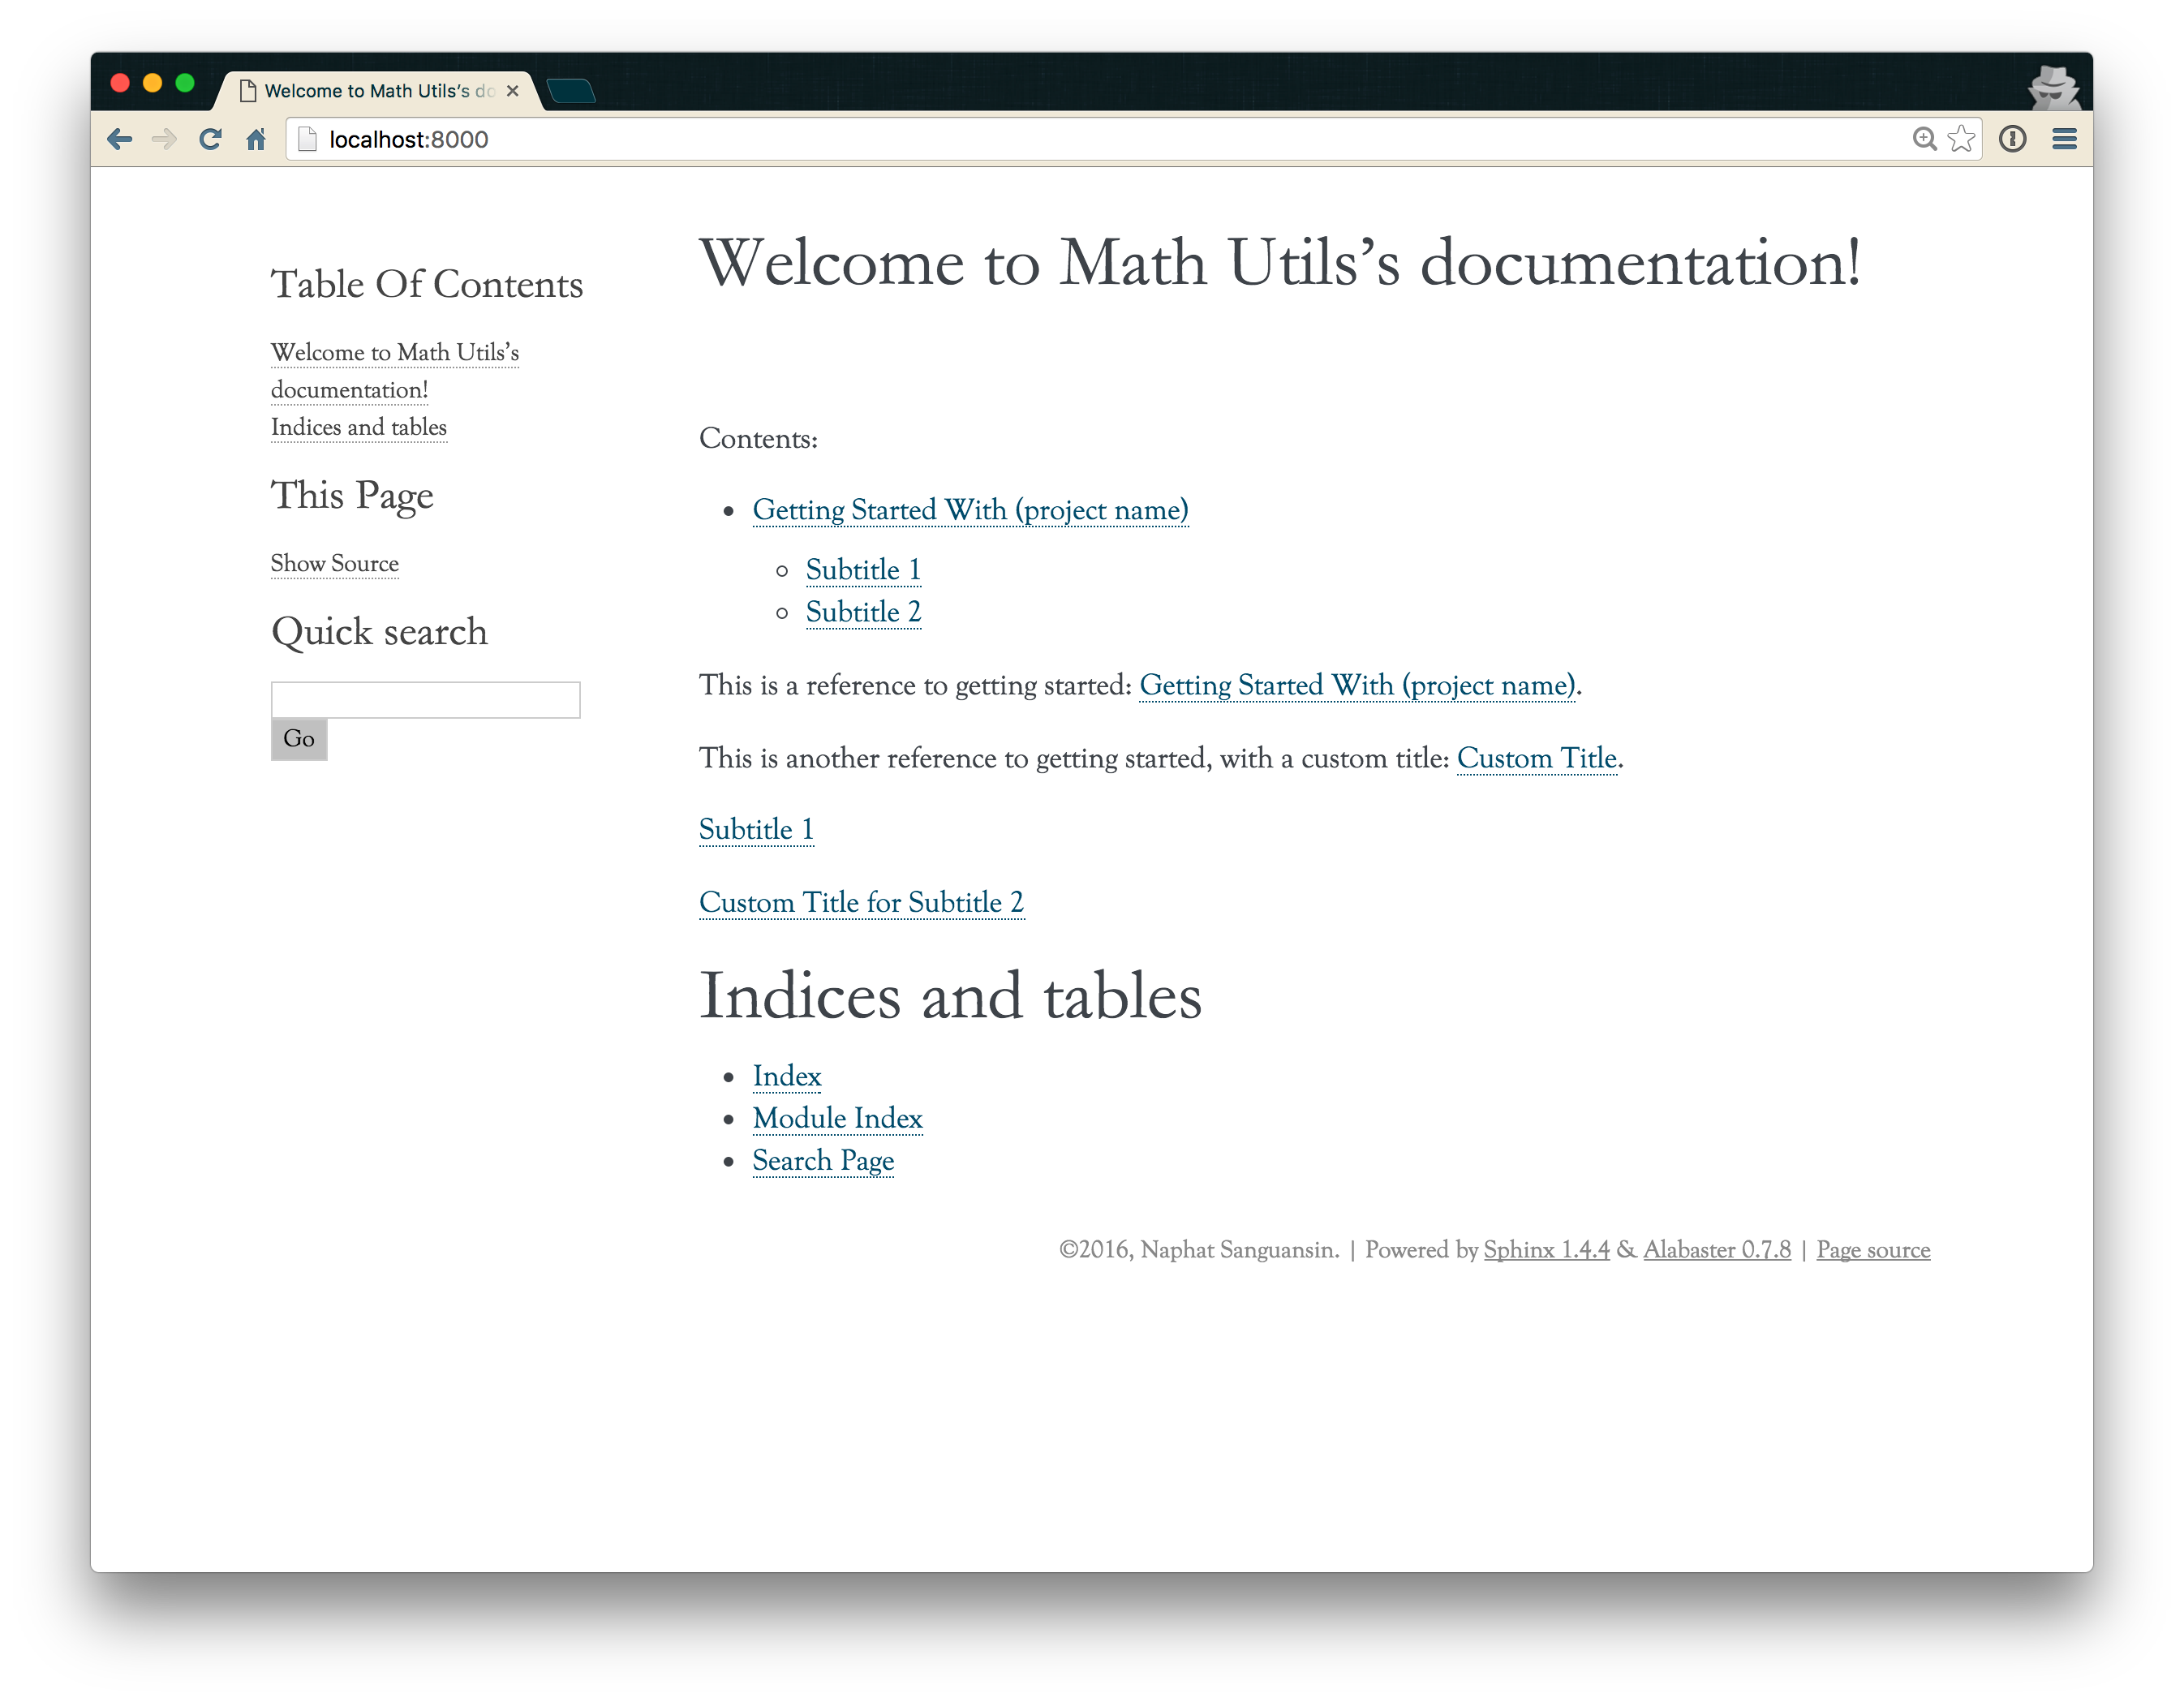 Welcome to Math Utils's do
localhost:8000
Table Of Contents
Welcome to Math Utils’s
documentation!
Indices and tables
This Page
Show Source
Quick search
Go
Welcome to Math Utils’s documentation!
Contents:
Getting Started With (project name)
Subtitle 1
Subtitle 2
This is a reference to getting started: Getting Started With (project name).
This is another reference to getting started, with a custom title: Custom Title.
Subtitle 1
Custom Title for Subtitle 2
Indices and tables
Index
Module Index
Search Page
©2016, Naphat Sanguansin. | Powered by Sphinx 1.4.4 & Alabaster 0.7.8 | Page source